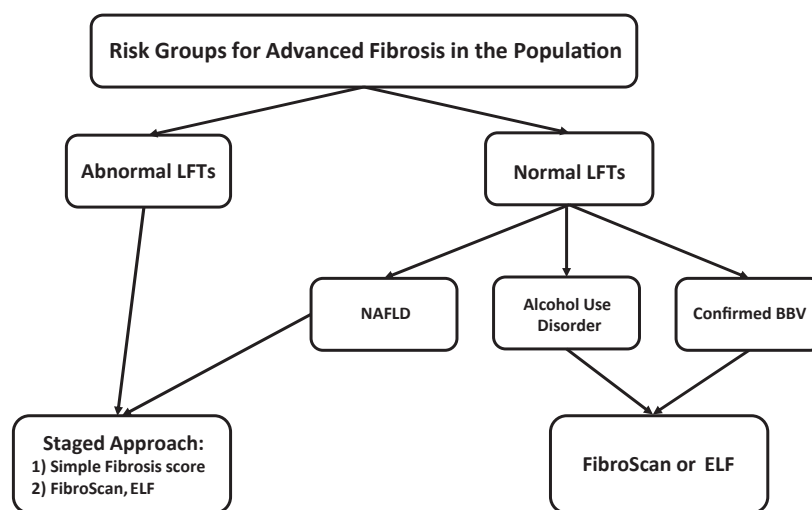 Risk Groups for Advanced Fibrosis in the Population
Abnormal LFTs
Normal LFTs
NAFLD
Alcohol Use
Disorder
Confirmed BBV
Staged Approach:
1) Simple Fibrosis score
2) FibroScan, ELF
FibroScan or ELF